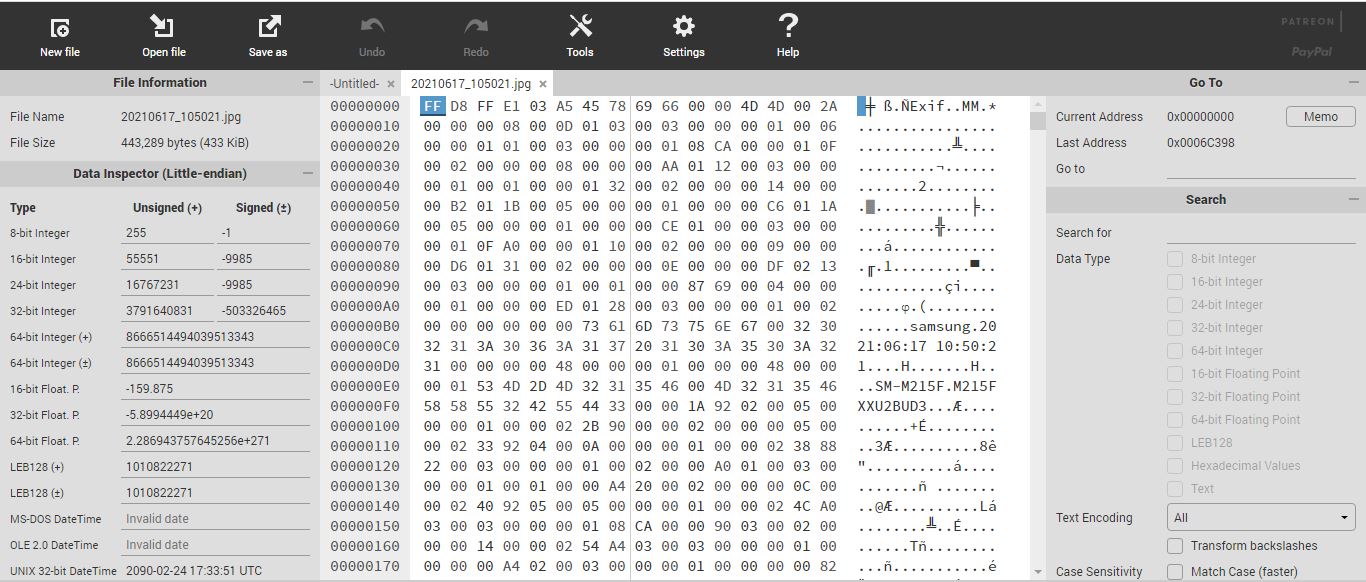 New file
Open file
Save as
Undo
Redo
Tools
Settings
Help
PATREON
PayPal
File Information
File Name 20210617_105021.jpg
File Size 443,289 bytes (433 KiB)
Data Inspector (Little-endian)
Type Unsigned (+) Signed (±)
8-bit Integer 255 -1
16-bit Integer 55551 -9985
24-bit Integer 16767231 -9985
32-bit Integer 3791640831 -503326465
64-bit Integer (+) 8666514494039513343
64-bit Integer (±) 8666514494039513343
16-bit Float. P. -159.875
32-bit Float. P. -5.8994449e+20
64-bit Float. P. 2.286943757645256e+271
LEB128 (+) 1010822271
LEB128 (±) 1010822271
MS-DOS DateTime Invalid date
OLE 2.0 DateTime Invalid date
UNIX 32-bit DateTime 2090-02-24 17:33:51 UTC
-Untitled- × 20210617_105021.jpg ×
00000000 FF D8 FF E1 03 A5 45 78 69 66 00 00 4D 4D 00 2A █╪ ß.ÑExif..MM.*
00000010 00 00 00 08 00 0D 01 03 00 03 00 00 00 01 00 06 ................
00000020 00 00 01 01 00 03 00 00 00 01 08 CA 00 00 01 0F ...........╩....
00000030 00 02 00 00 00 08 00 00 00 AA 01 12 00 03 00 00 .........¬......
00000040 00 01 00 01 00 00 01 32 00 02 00 00 00 14 00 00 .......2........
00000050 00 B2 01 1B 00 05 00 00 00 01 00 00 00 C6 01 1A .▓...........╞..
00000060 00 05 00 00 00 01 00 00 00 CE 01 00 00 03 00 00 .........╬......
00000070 00 01 0F A0 00 00 01 10 00 02 00 00 00 09 00 00 ...á............
00000080 00 D6 01 31 00 02 00 00 00 0E 00 00 00 DF 02 13 .╓.1.........▀..
00000090 00 03 00 00 00 01 00 01 00 00 87 69 00 04 00 00 ..........çi....
000000A0 00 01 00 00 00 ED 01 28 00 03 00 00 00 01 00 02 .....φ.(........
000000B0 00 00 00 00 00 00 73 61 6D 73 75 6E 67 00 32 30 ......samsung.20
000000C0 32 31 3A 30 36 3A 31 37 20 31 30 3A 35 30 3A 32 21:06:17 10:50:2
000000D0 31 00 00 00 00 48 00 00 00 01 00 00 00 48 00 00 1....H.......H..
000000E0 00 01 53 4D 2D 4D 32 31 35 46 00 4D 32 31 35 46 ..SM-M215F.M215F
000000F0 58 58 55 32 42 55 44 33 00 00 1A 92 02 00 05 00 XXU2BUD3...Æ....
00000100 00 00 01 00 00 02 2B 90 00 00 02 00 00 00 05 00 ......+É........
00000110 00 02 33 92 04 00 0A 00 00 00 01 00 00 02 38 88 ..3Æ..........8ê
00000120 22 00 03 00 00 00 01 00 02 00 00 A0 01 00 03 00 "..........á....
00000130 00 00 01 00 01 00 00 A4 20 00 02 00 00 00 0C 00 .......ñ .......
00000140 00 02 40 92 05 00 05 00 00 00 01 00 00 02 4C A0 ..@Æ..........Lá
00000150 03 00 03 00 00 00 01 08 CA 00 00 90 03 00 02 00 ........╩..É....
00000160 00 00 14 00 00 02 54 A4 03 00 03 00 00 00 01 00 ......Tñ........
00000170 00 00 00 A4 02 00 03 00 00 00 01 00 00 00 00 82 ...ñ...........é
Go To
Current Address 0x00000000 Memo
Last Address 0x0006C398
Go to
Search
Search for
Data Type 8-bit Integer
16-bit Integer
24-bit Integer
32-bit Integer
64-bit Integer
16-bit Floating Point
32-bit Floating Point
64-bit Floating Point
LEB128
Hexadecimal Values
Text
Text Encoding All
Transform backslashes
Case Sensitivity Match Case (faster)